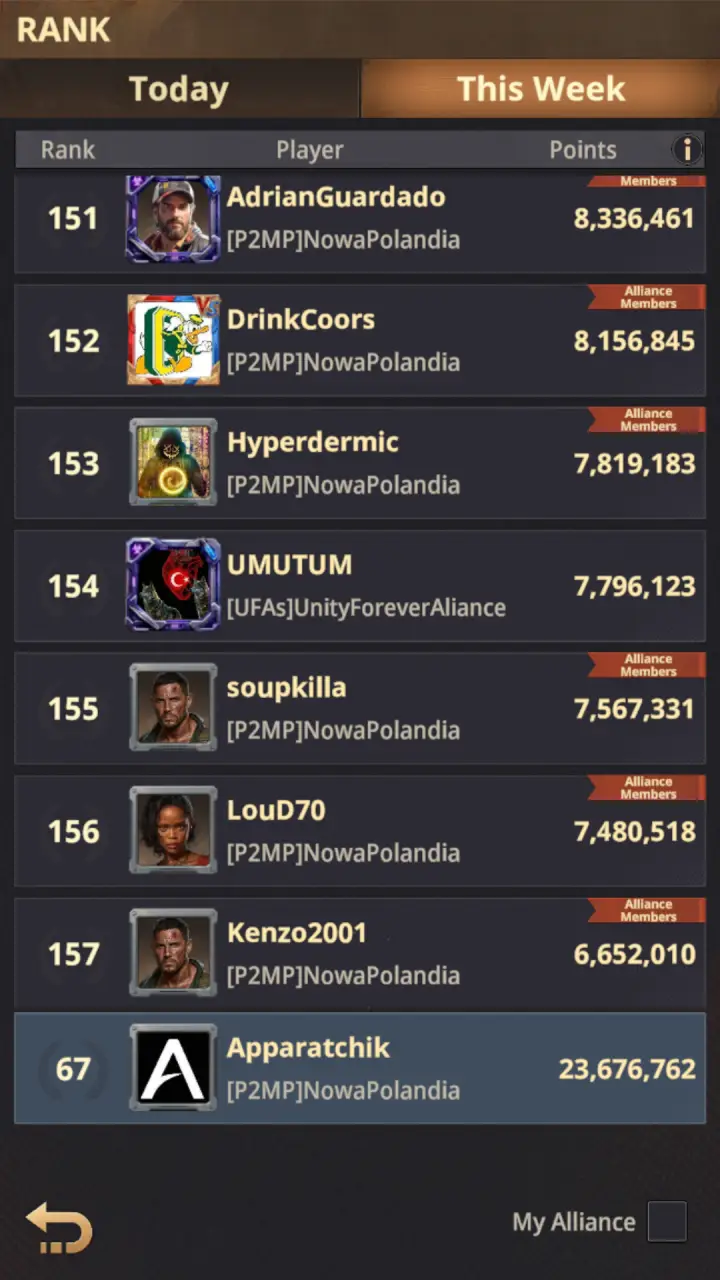 RANK
Today
This Week
Rank
Player
Points
Members
151
AdrianGuardado
[P2MP]NowaPolandia
8,336,461
Alliance
Members
152
DrinkCoors
[P2MP]NowaPolandia
8,156,845
Alliance
Members
153
Hyperdermic
[P2MP]NowaPolandia
7,819,183
154
UMUTUM
[UFAs]UnityForeverAliance
7,796,123
Alliance
Members
155
soupkilla
[P2MP]NowaPolandia
7,567,331
Alliance
Members
156
LouD70
[P2MP]NowaPolandia
7,480,518
Alliance
Members
157
Kenzo2001
[P2MP]NowaPolandia
6,652,010
67
Apparatchik
[P2MP]NowaPolandia
23,676,762
My Alliance